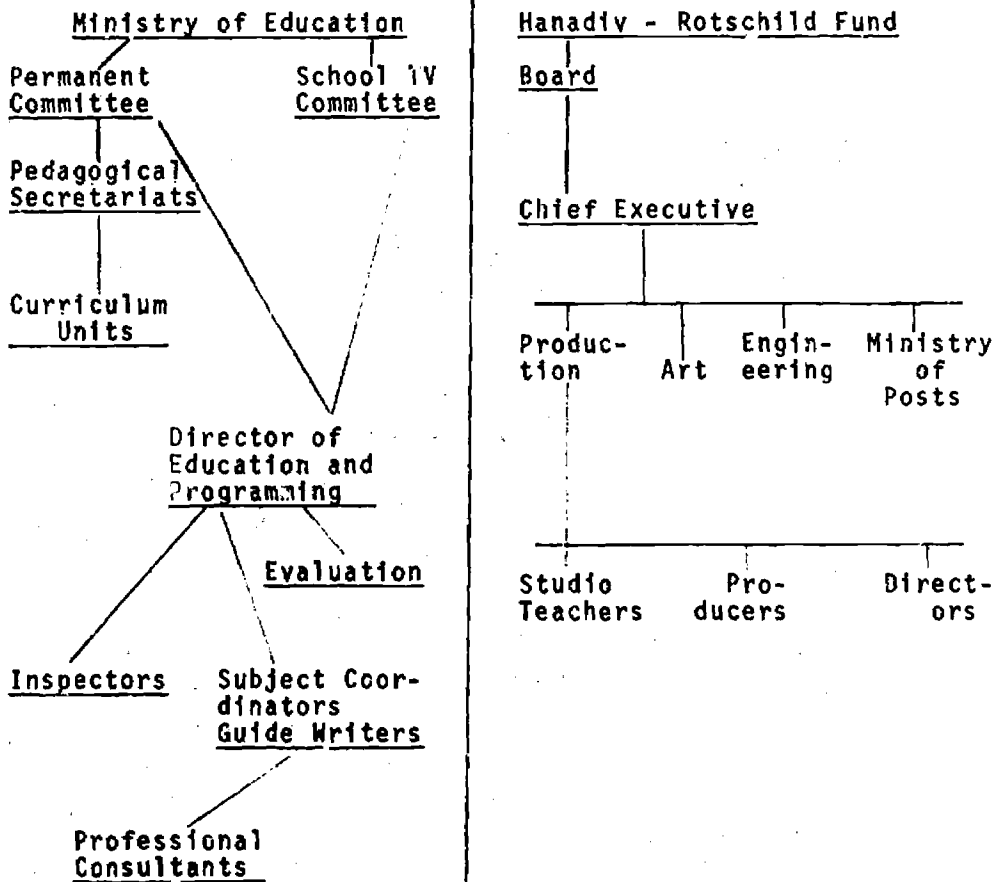 Ministry of Education
Permanent
Committee
School TV
Committee
Pedagogical
Secretariats
Curriculum
Units
Director of
Education and
Programming
Evaluation
Inspectors
Subject Coor-
dinators
Guide Writers
Professional
Consultants
Hanadiv - Rotschild Fund
Board
Chief Executive
Produc-
tion
Art
Engin-
eering
Ministry
of
Posts
Studio
Teachers
Pro-
ducers
Direct-
ors